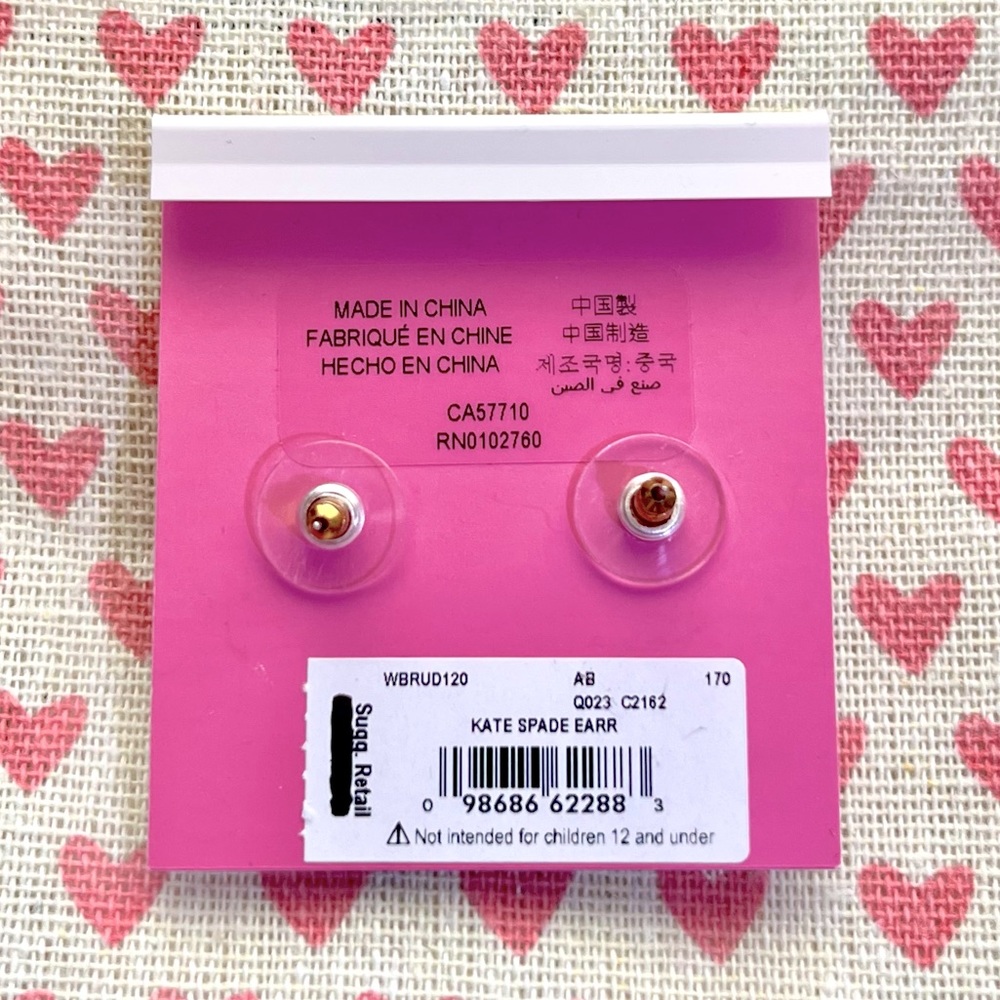 MADE IN CHINA
FABRIQUÉ EN CHINE
HECHO EN CHINA
中国製
中国制造
제조국명:중국
صنع في الصين
CA57710
RN0102760
WBRUD120 AB 170
Q023 C2162
KATE SPADE EARR
Sugg. Retail
0 98686 62288 3
⚠ Not intended for children 12 and under